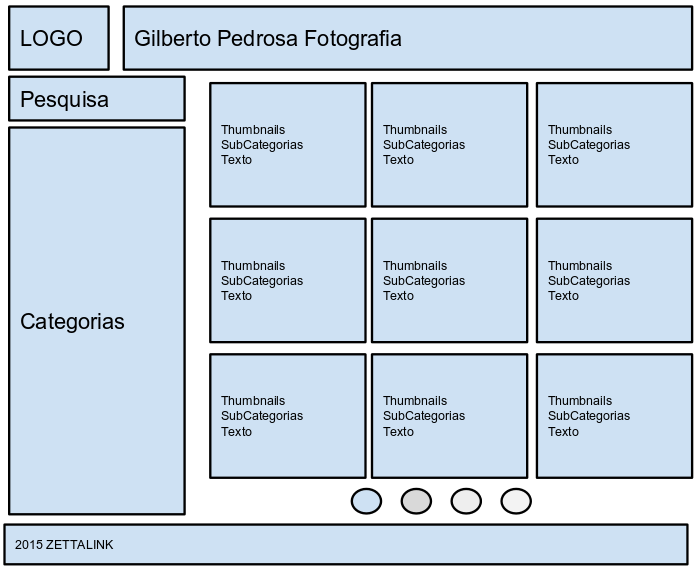 LOGO
Gilberto Pedrosa Fotografia
Pesquisa
Categorias
Thumbnails
SubCategorias
Texto
Thumbnails
SubCategorias
Texto
Thumbnails
SubCategorias
Texto
Thumbnails
SubCategorias
Texto
Thumbnails
SubCategorias
Texto
Thumbnails
SubCategorias
Texto
Thumbnails
SubCategorias
Texto
Thumbnails
SubCategorias
Texto
Thumbnails
SubCategorias
Texto
2015 ZETTALINK